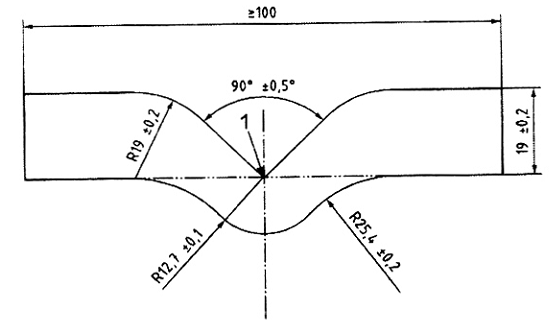 ≥100
90° ±0,5°
1
R19 ±0,2
19 ±0,2
R12,7 ±0,1
R25,4 ±0,2